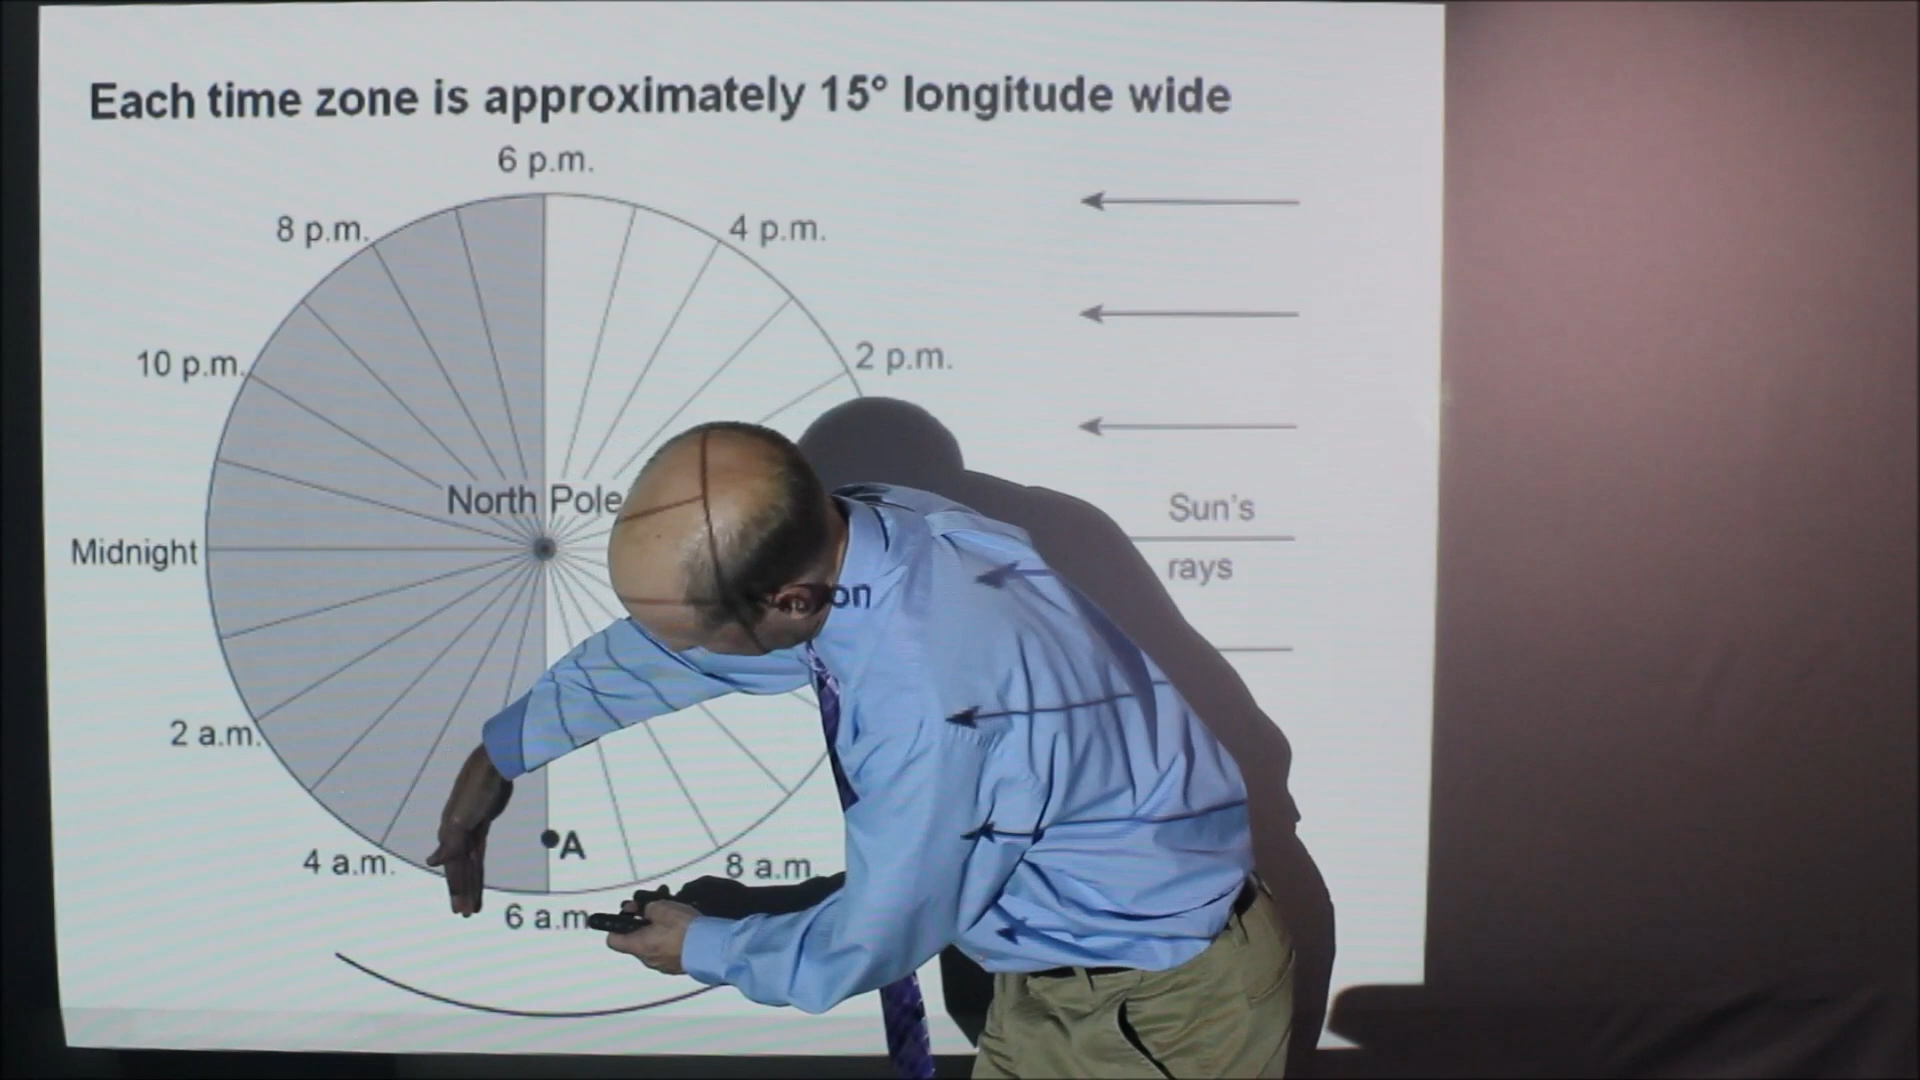 Each time zone is approximately 15° longitude wide
6 p.m.
8 p.m.
4 p.m.
10 p.m.
2 p.m.
North Pole
Sun's
rays
Midnight
on
2 a.m.
A
4 a.m.
8 a.m.
6 a.m